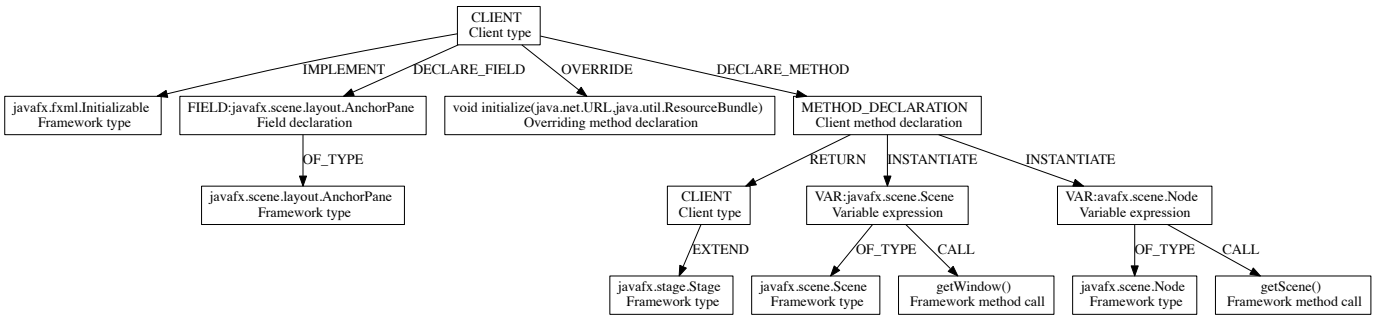 CLIENT
Client type
IMPLEMENT
DECLARE_FIELD
OVERRIDE
DECLARE_METHOD
javafx.fxml.Initializable
Framework type
FIELD:javafx.scene.layout.AnchorPane
Field declaration
void initialize(java.net.URL,java.util.ResourceBundle)
Overriding method declaration
METHOD_DECLARATION
Client method declaration
OF_TYPE
RETURN
INSTANTIATE
INSTANTIATE
javafx.scene.layout.AnchorPane
Framework type
CLIENT
Client type
VAR:javafx.scene.Scene
Variable expression
VAR:avafx.scene.Node
Variable expression
EXTEND
OF_TYPE
CALL
OF_TYPE
CALL
javafx.stage.Stage
Framework type
javafx.scene.Scene
Framework type
getWindow()
Framework method call
javafx.scene.Node
Framework type
getScene()
Framework method call